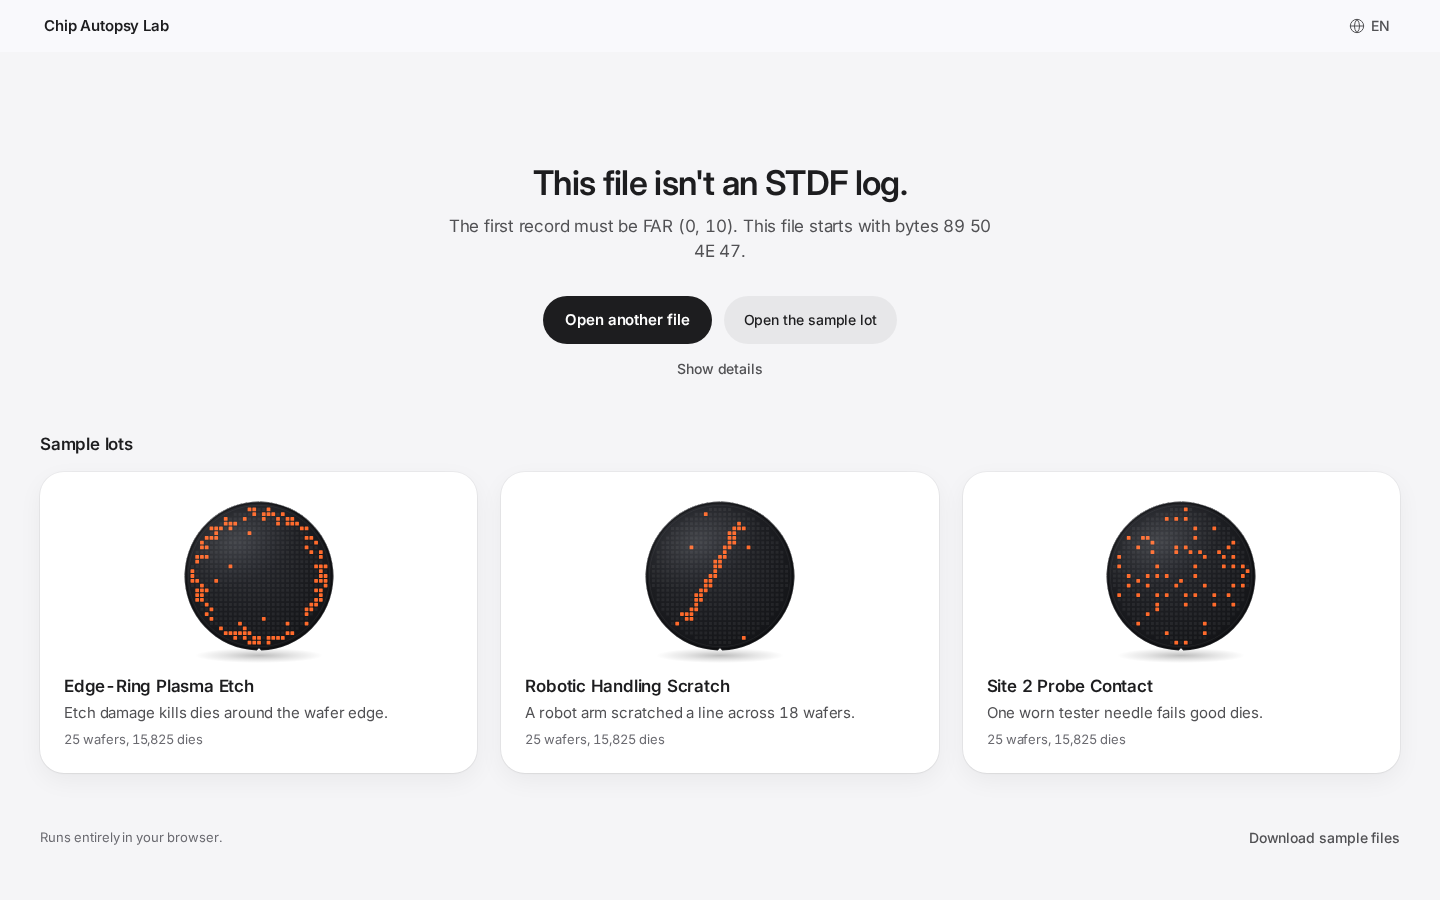 Chip Autopsy Lab
EN
This file isn't an STDF log.
The first record must be FAR (0, 10). This file starts with bytes 89 50
4E 47.
Open another file
Open the sample lot
Show details
Sample lots
Edge-Ring Plasma Etch
Etch damage kills dies around the wafer edge.
25 wafers, 15,825 dies
Robotic Handling Scratch
A robot arm scratched a line across 18 wafers.
25 wafers, 15,825 dies
Site 2 Probe Contact
One worn tester needle fails good dies.
25 wafers, 15,825 dies
Runs entirely in your browser.
Download sample files